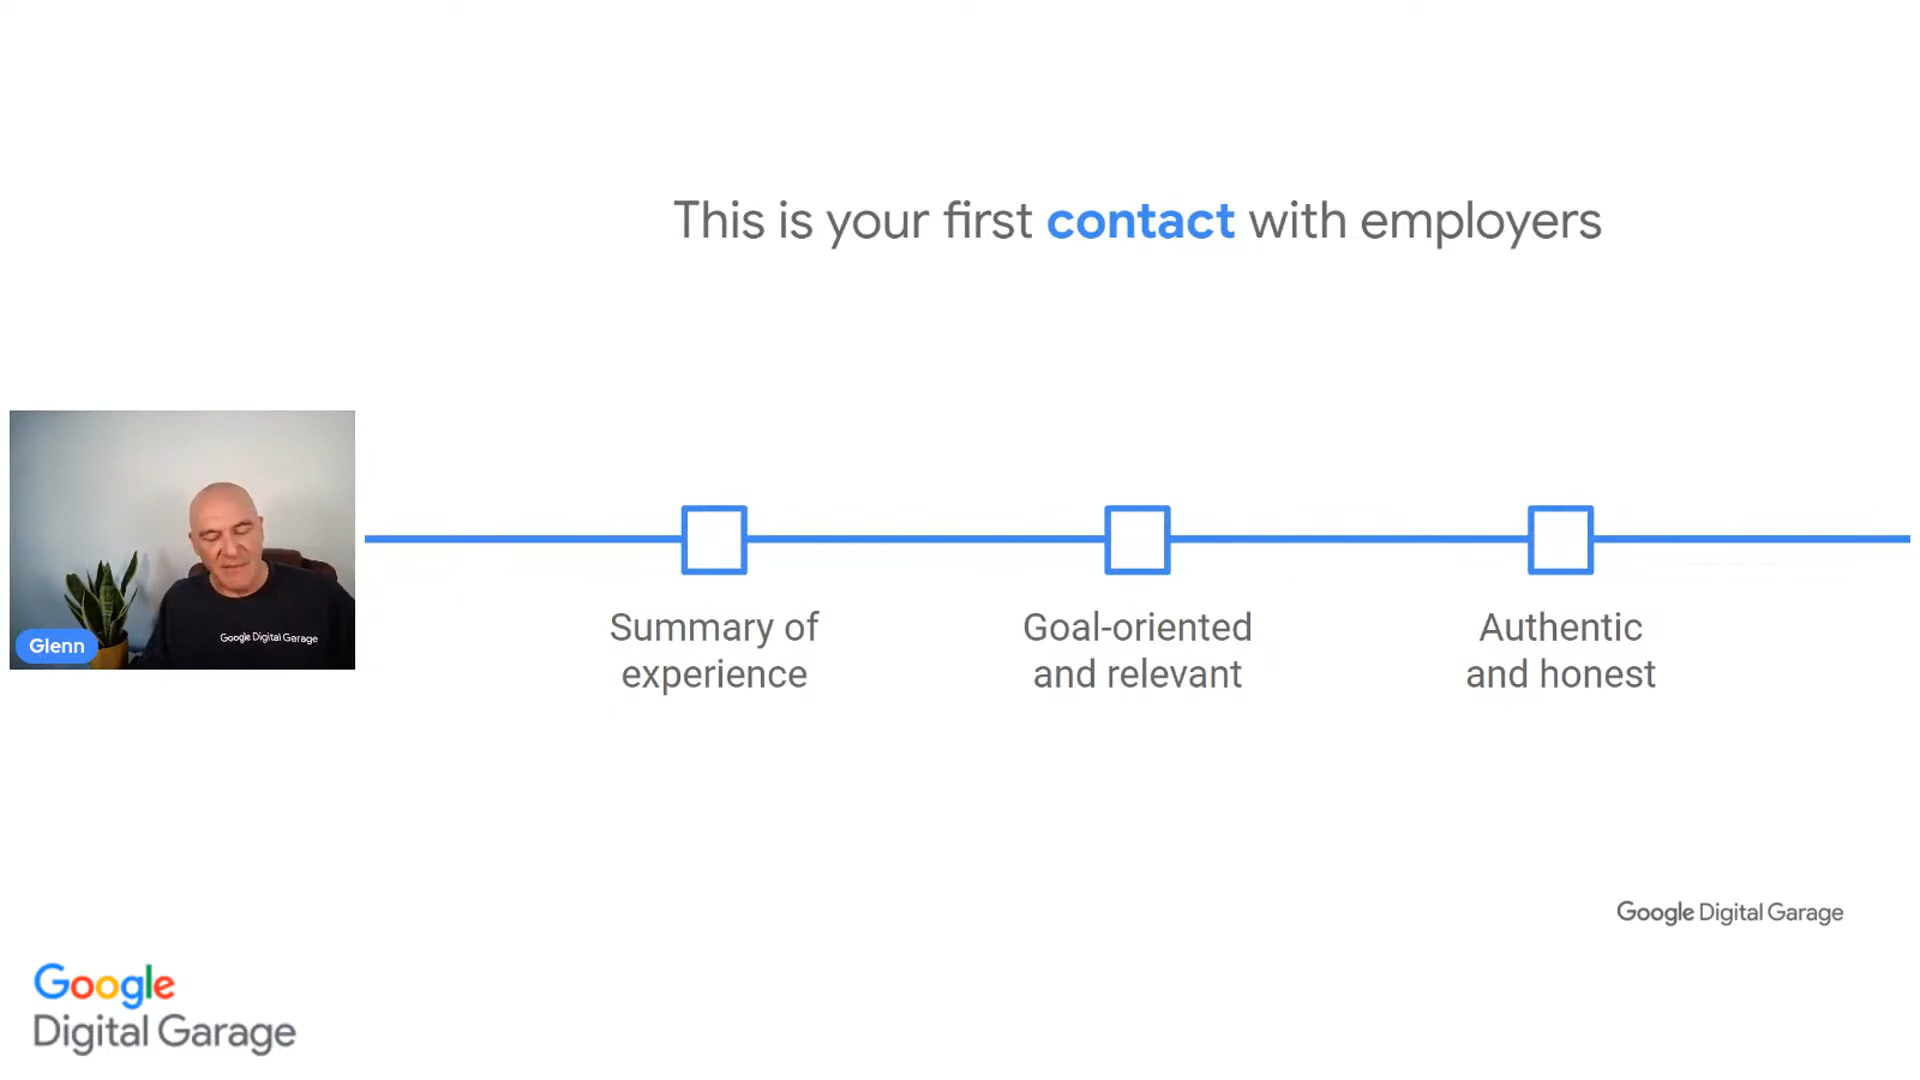 This is your first contact with employers
Google Digital Garage
Glenn
Summary of
experience
Goal-oriented
and relevant
Authentic
and honest
Google Digital Garage
Google
Digital Garage